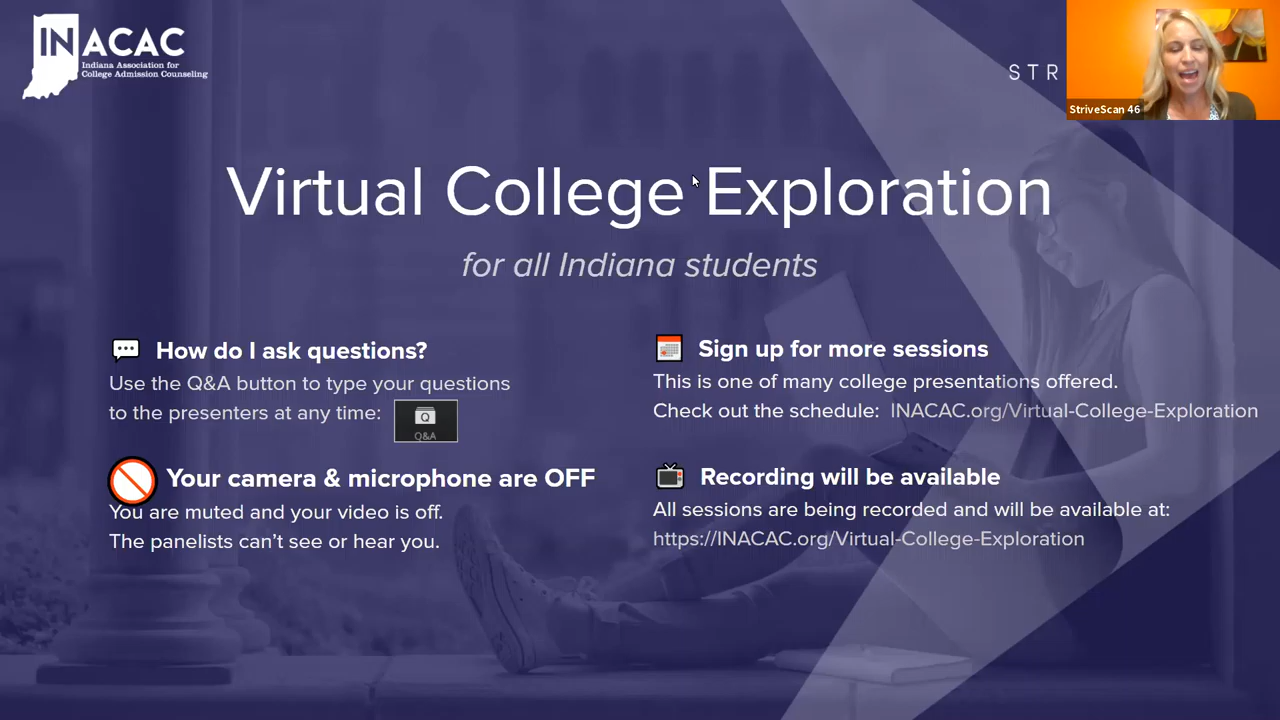 INACAC
Indiana Association for
College Admission Counseling
STR
StriveScan 46
Virtual College Exploration
for all Indiana students
How do I ask questions?
Use the Q&A button to type your questions
to the presenters at any time:
Q
Q&A
Your camera & microphone are OFF
You are muted and your video is off.
The panelists can’t see or hear you.
Sign up for more sessions
This is one of many college presentations offered.
Check out the schedule: INACAC.org/Virtual-College-Exploration
Recording will be available
All sessions are being recorded and will be available at:
https://INACAC.org/Virtual-College-Exploration